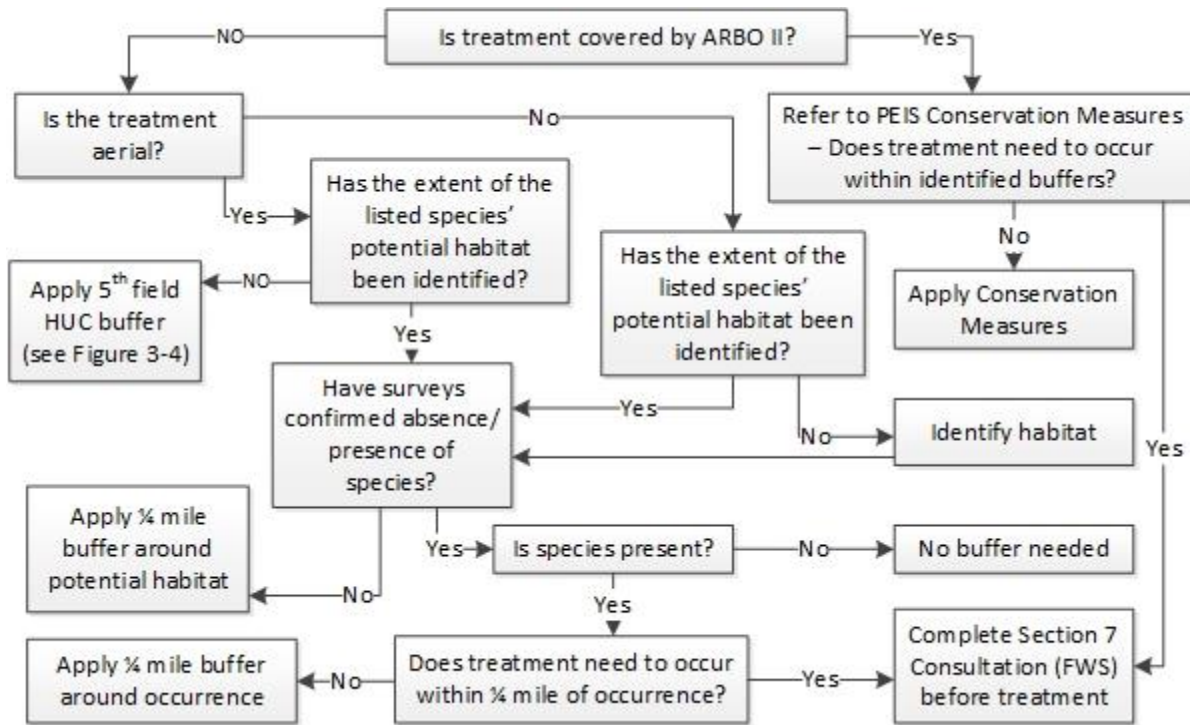 Is treatment covered by ARBO II?
NO
Yes
Is the treatment
aerial?
No
Refer to PEIS Conservation Measures
– Does treatment need to occur
within identified buffers?
Yes
Has the extent of the
listed species'
potential habitat
been identified?
No
Has the extent of the
listed species'
potential habitat been
identified?
NO
Apply 5th field
HUC buffer
(see Figure 3-4)
Apply Conservation
Measures
Yes
Have surveys
confirmed absence/
presence of
species?
Yes
No
Identify habitat
Yes
Apply ¼ mile
buffer around
potential habitat
Yes
Is species present?
No
No buffer needed
No
Yes
Apply ¼ mile buffer
around occurrence
No
Does treatment need to occur
within ¼ mile of occurrence?
Yes
Complete Section 7
Consultation (FWS)
before treatment